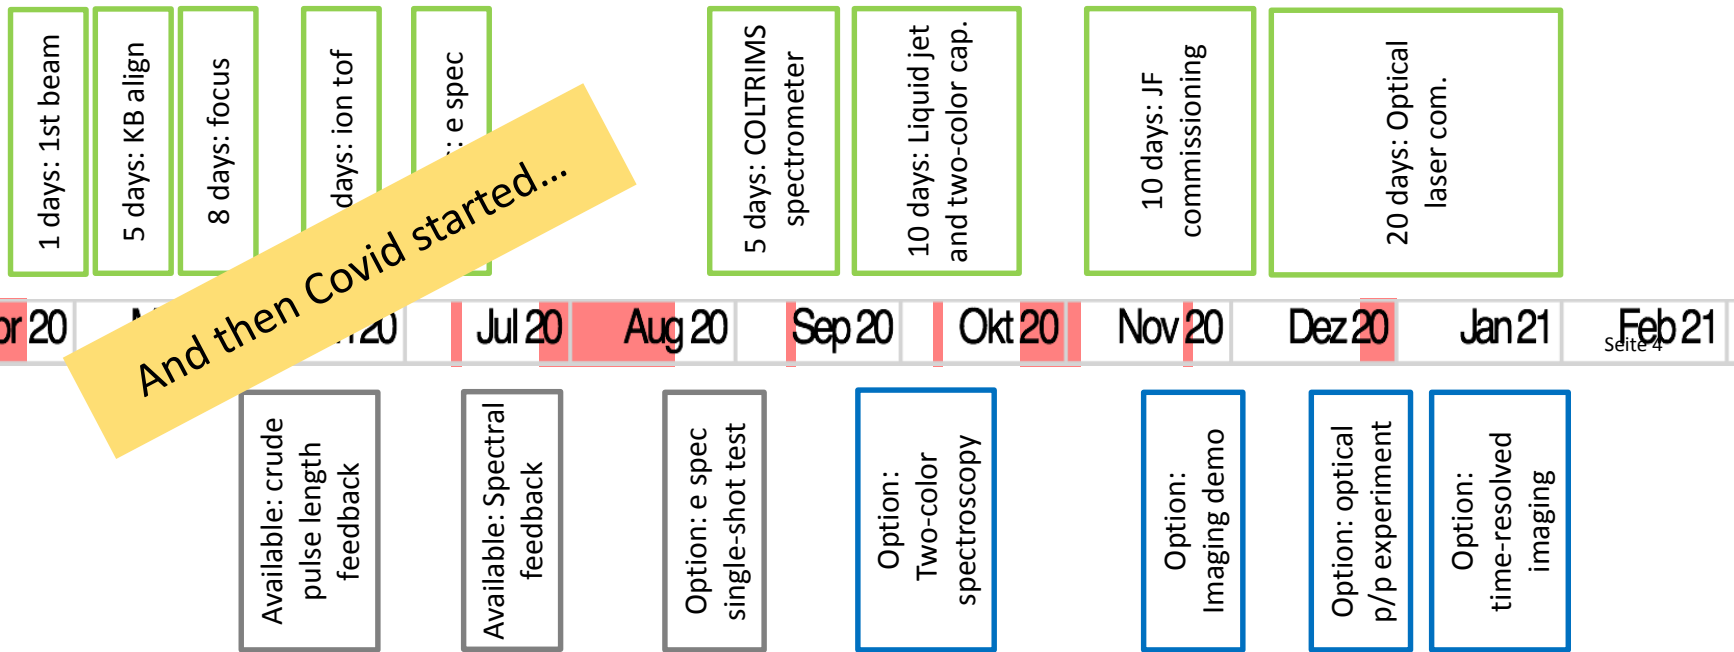 1 days: 1st beam
5 days: KB align
8 days: focus
days: ion tof
: e spec
5 days: COLTRIMS
spectrometer
10 days: Liquid jet
and two-color cap.
10 days: JF
commissioning
20 days: Optical
laser com.
And then Covid started...
20
20
Jul 20
Aug 20
Sep 20
Okt 20
Nov 20
Dez 20
Jan 21
Feb 21
Seite 4
Available: crude
pulse length
feedback
Available: Spectral
feedback
Option: e spec
single-shot test
Option:
Two-color
spectroscopy
Option:
Imaging demo
Option: optical
p/p experiment
Option:
time-resolved
imaging